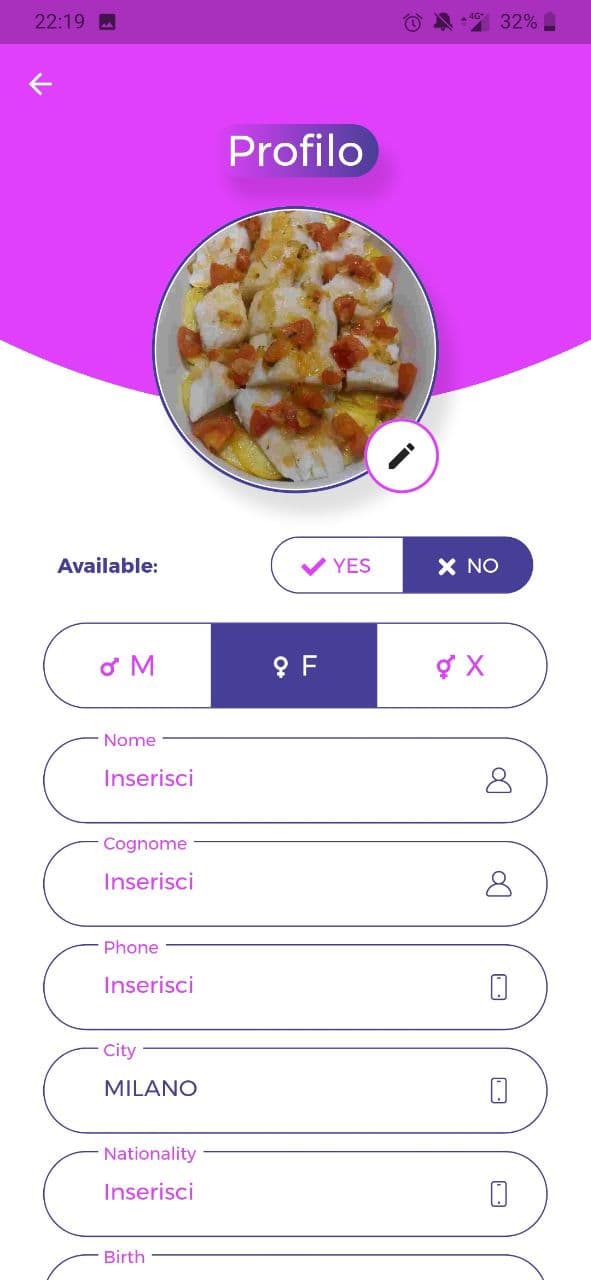 22:19 4G+ 32%
Profilo
Available: YES NO
M F X
Nome
Inserisci
Cognome
Inserisci
Phone
Inserisci
City
MILANO
Nationality
Inserisci
Birth